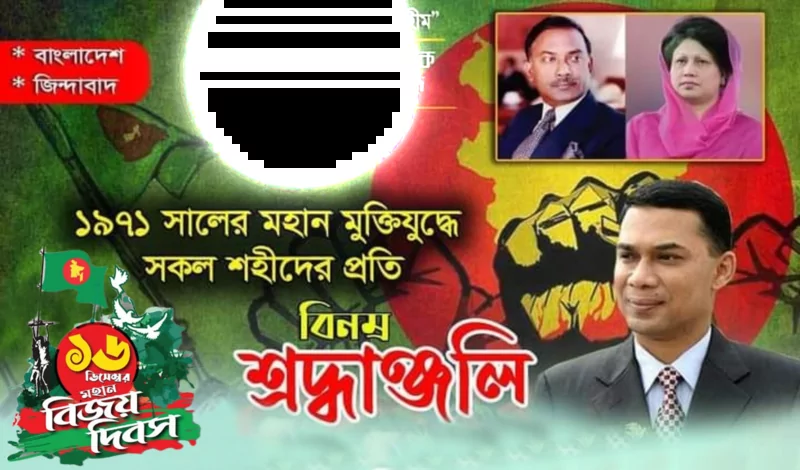 * বাংলাদেশ
* জিন্দাবাদ
১৯৭১ সালের মহান মুক্তিযুদ্ধে
সকল শহীদের প্রতি
বিনম্র
শ্রদ্ধাঞ্জলি
১৬
ডিসেম্বর
মহান
বিজয়
দিবস